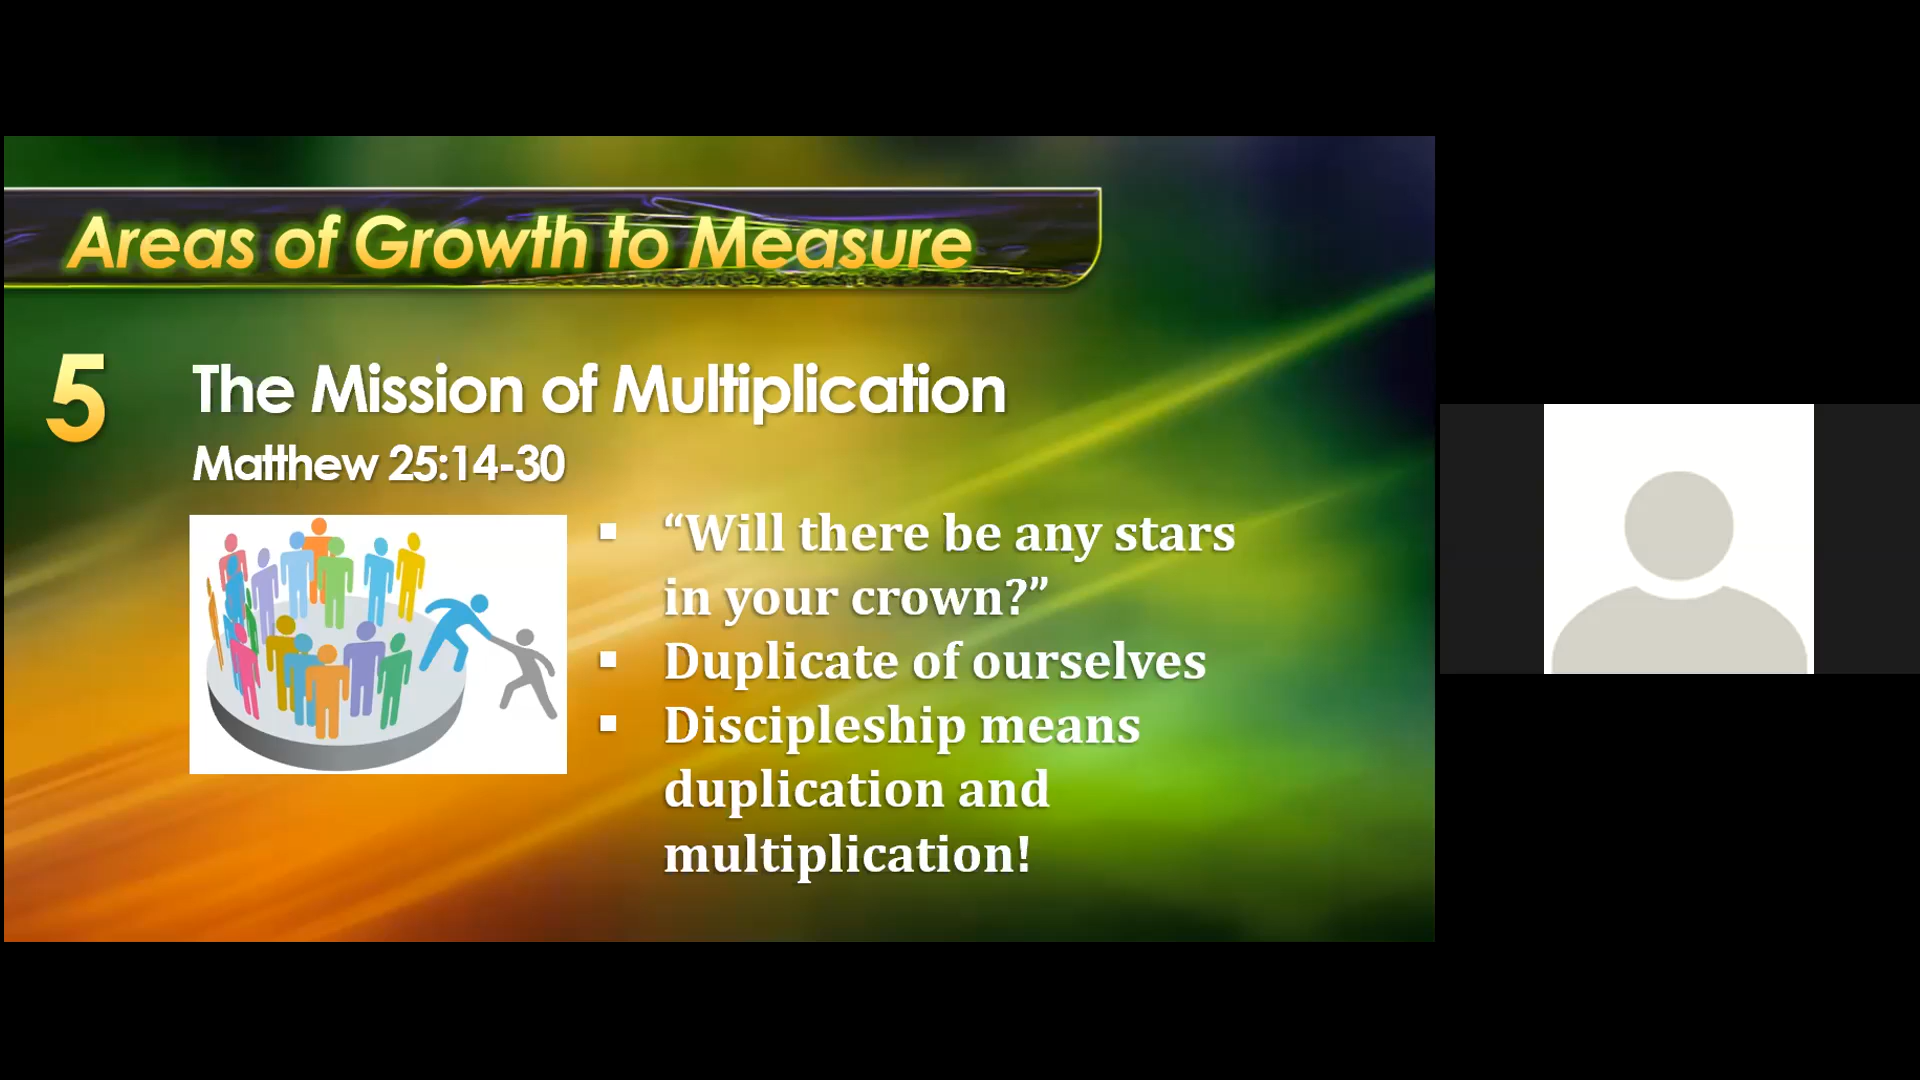 Areas of Growth to Measure
5
The Mission of Multiplication
Matthew 25:14-30
▪ “Will there be any stars
in your crown?”
▪ Duplicate of ourselves
▪ Discipleship means
duplication and
multiplication!